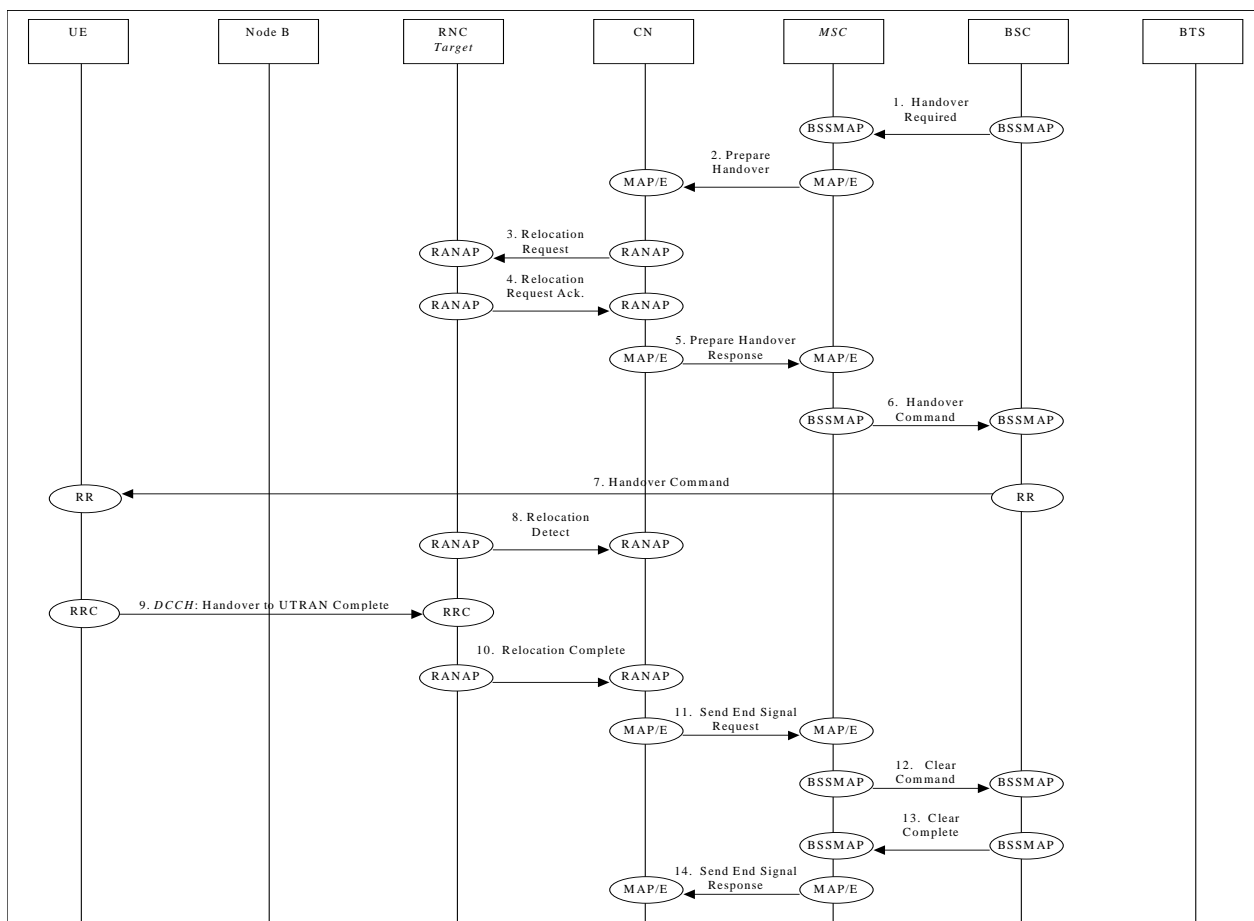 UE
Node B
RNC
Target
CN
MSC
BSC
BTS
1. Handover
Required
BSSMAP
BSSMAP
2. Prepare
Handover
MAP/E
MAP/E
3. Relocation
Request
RANAP
RANAP
4. Relocation
Request Ack.
RANAP
RANAP
5. Prepare Handover
Response
MAP/E
MAP/E
6. Handover
Command
BSSMAP
BSSMAP
7. Handover Command
RR
RR
8. Relocation
Detect
RANAP
RANAP
9. DCCH: Handover to UTRAN Complete
RRC
RRC
10. Relocation Complete
RANAP
RANAP
11. Send End Signal
Request
MAP/E
MAP/E
12. Clear
Command
BSSMAP
BSSMAP
13. Clear
Complete
BSSMAP
BSSMAP
14. Send End Signal
Response
MAP/E
MAP/E